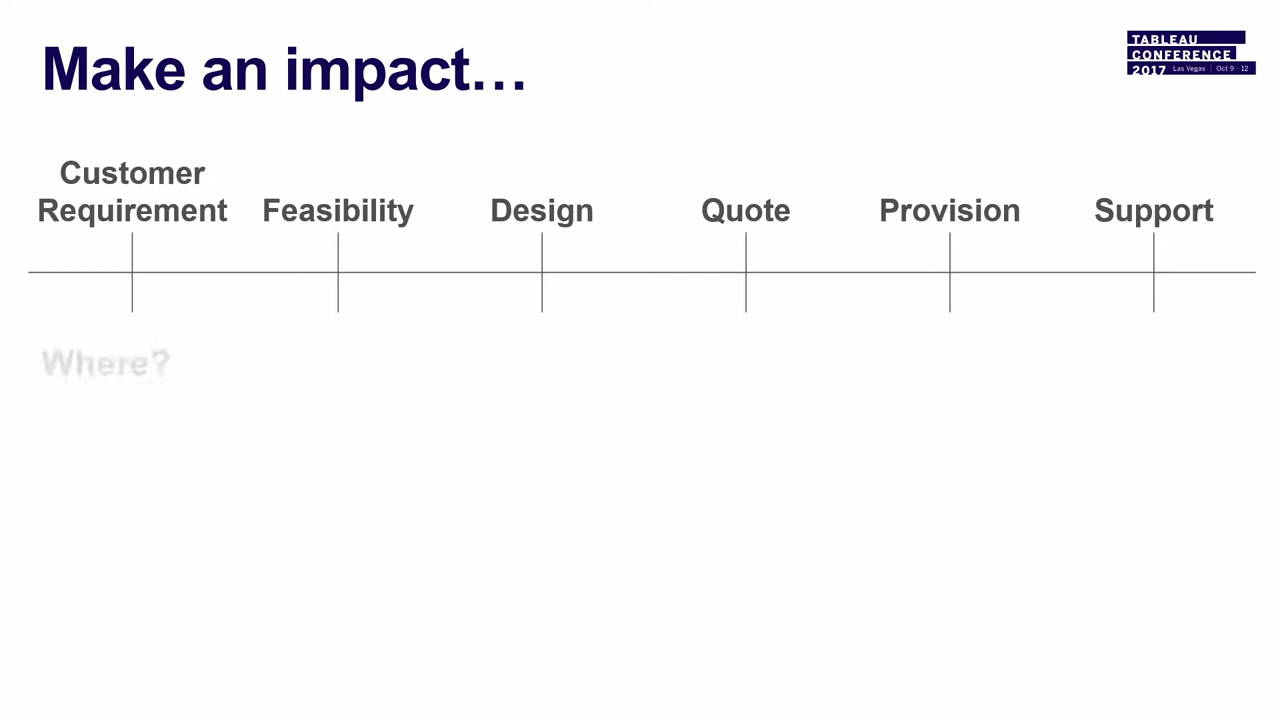 Make an impact…
TABLEAU
CONFERENCE
2017 Las Vegas | Oct 9 - 12
Customer
Requirement Feasibility Design Quote Provision Support
Where?